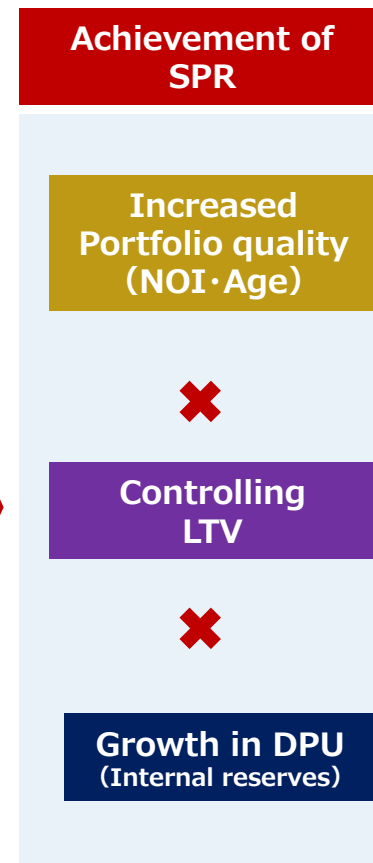 Achievement of
SPR
Increased
Portfolio quality
（NOI･Age）
Controlling
LTV
Growth in DPU
（Internal reserves）